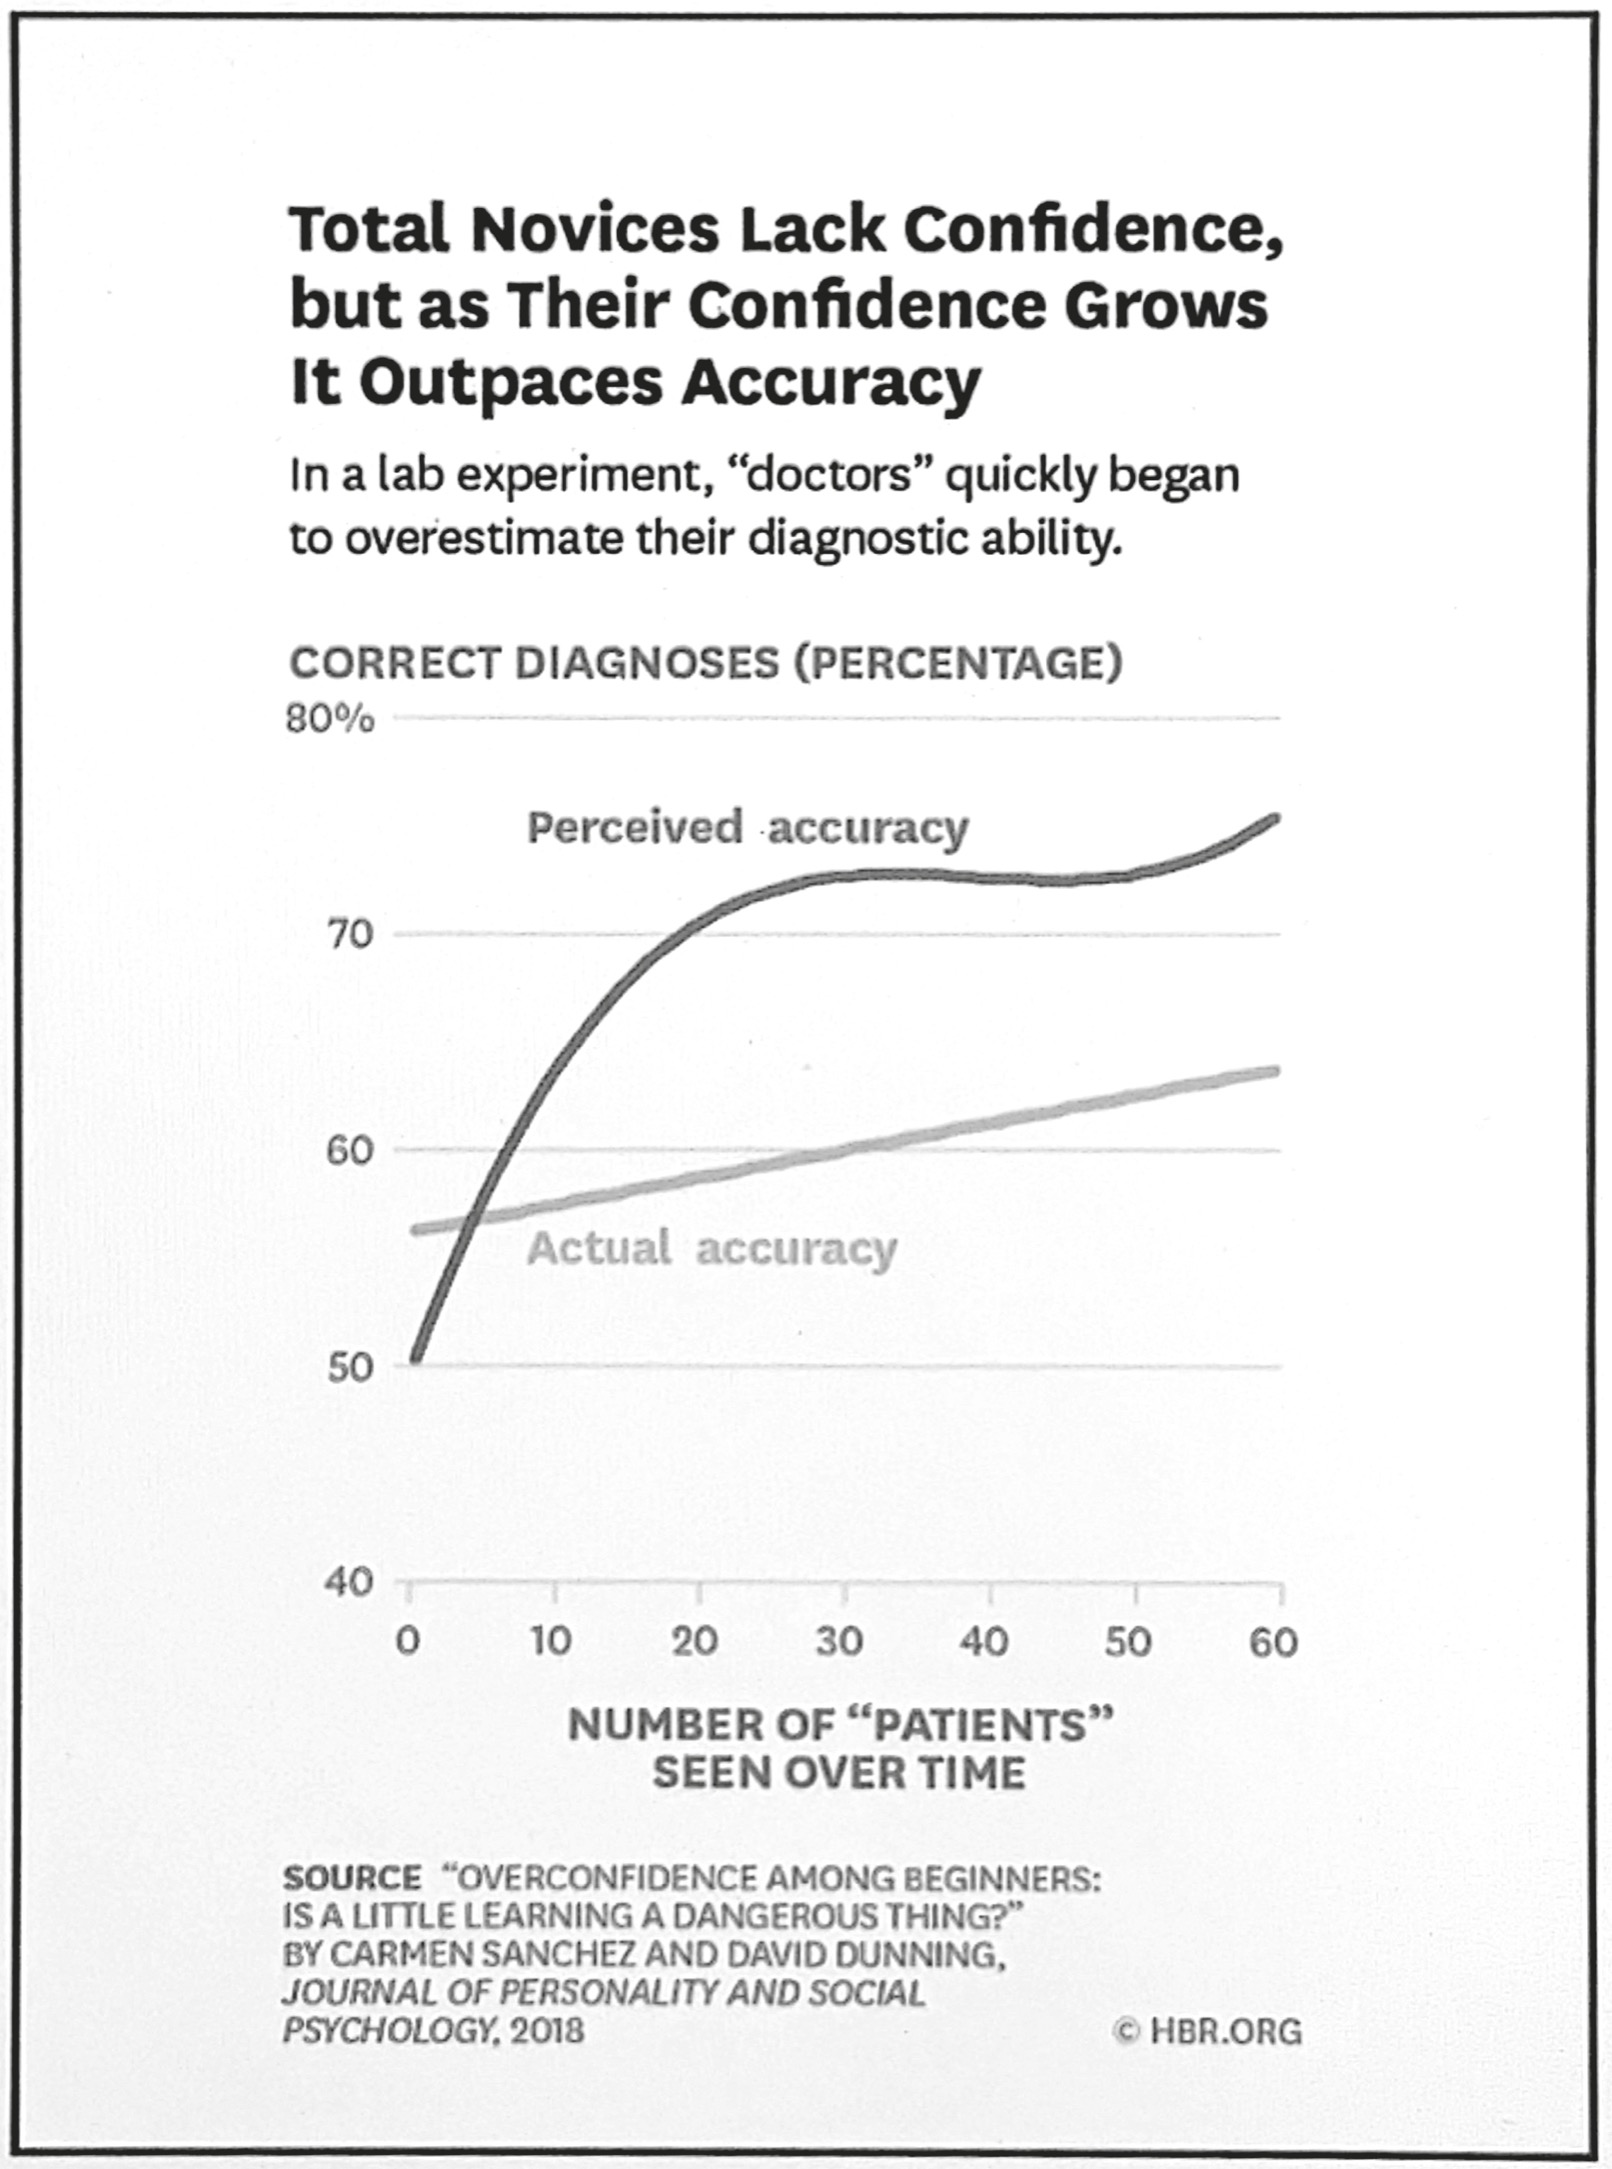 Total Novices Lack Confidence,
but as Their Confidence Grows
It Outpaces Accuracy
In a lab experiment, “doctors” quickly began
to overestimate their diagnostic ability.
CORRECT DIAGNOSES (PERCENTAGE)
80%
Perceived accuracy
70
60
Actual accuracy
50
40
0 10 20 30 40 50 60
NUMBER OF “PATIENTS”
SEEN OVER TIME
SOURCE “OVERCONFIDENCE AMONG BEGINNERS:
IS A LITTLE LEARNING A DANGEROUS THING?”
BY CARMEN SANCHEZ AND DAVID DUNNING,
JOURNAL OF PERSONALITY AND SOCIAL
PSYCHOLOGY, 2018
© HBR.ORG